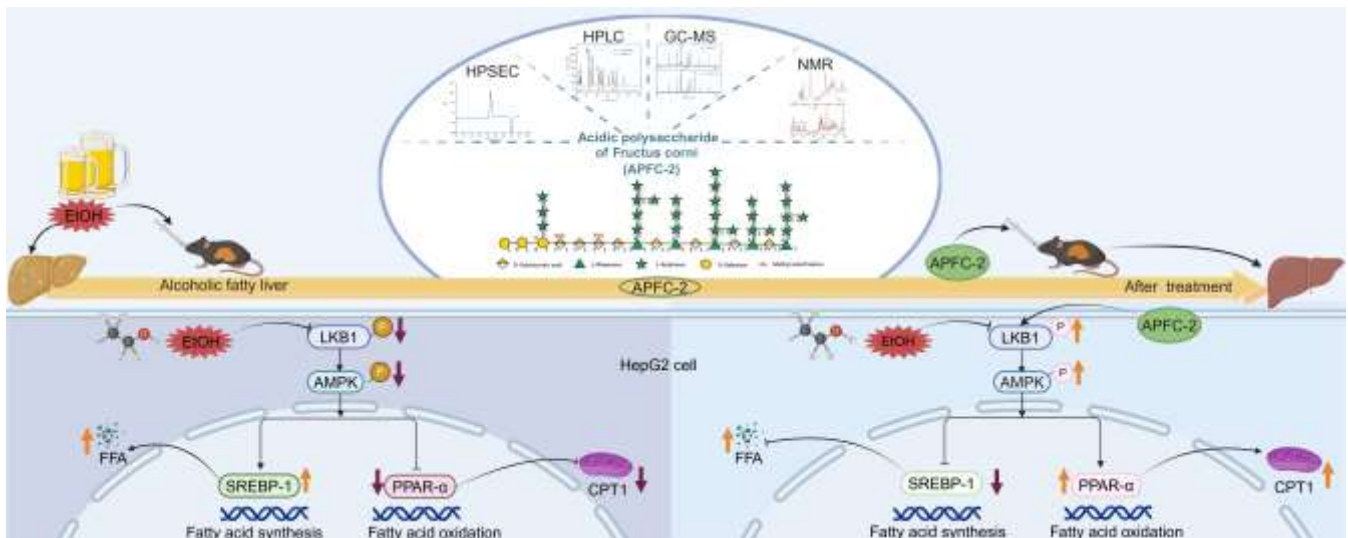 HPSEC
HPLC
GC-MS
NMR
Acidic polysaccharide
of Fructus corni
(APFC-2)
EtOH
APFC-2
Alcoholic fatty liver
APFC-2
After treatment
EtOH
LKB1
P
AMPK
P
FFA
SREBP-1
PPAR-α
CPT1
Fatty acid synthesis
Fatty acid oxidation
HepG2 cell
EtOH
LKB1
P
APFC-2
AMPK
P
FFA
SREBP-1
PPAR-α
CPT1
Fatty acid synthesis
Fatty acid oxidation